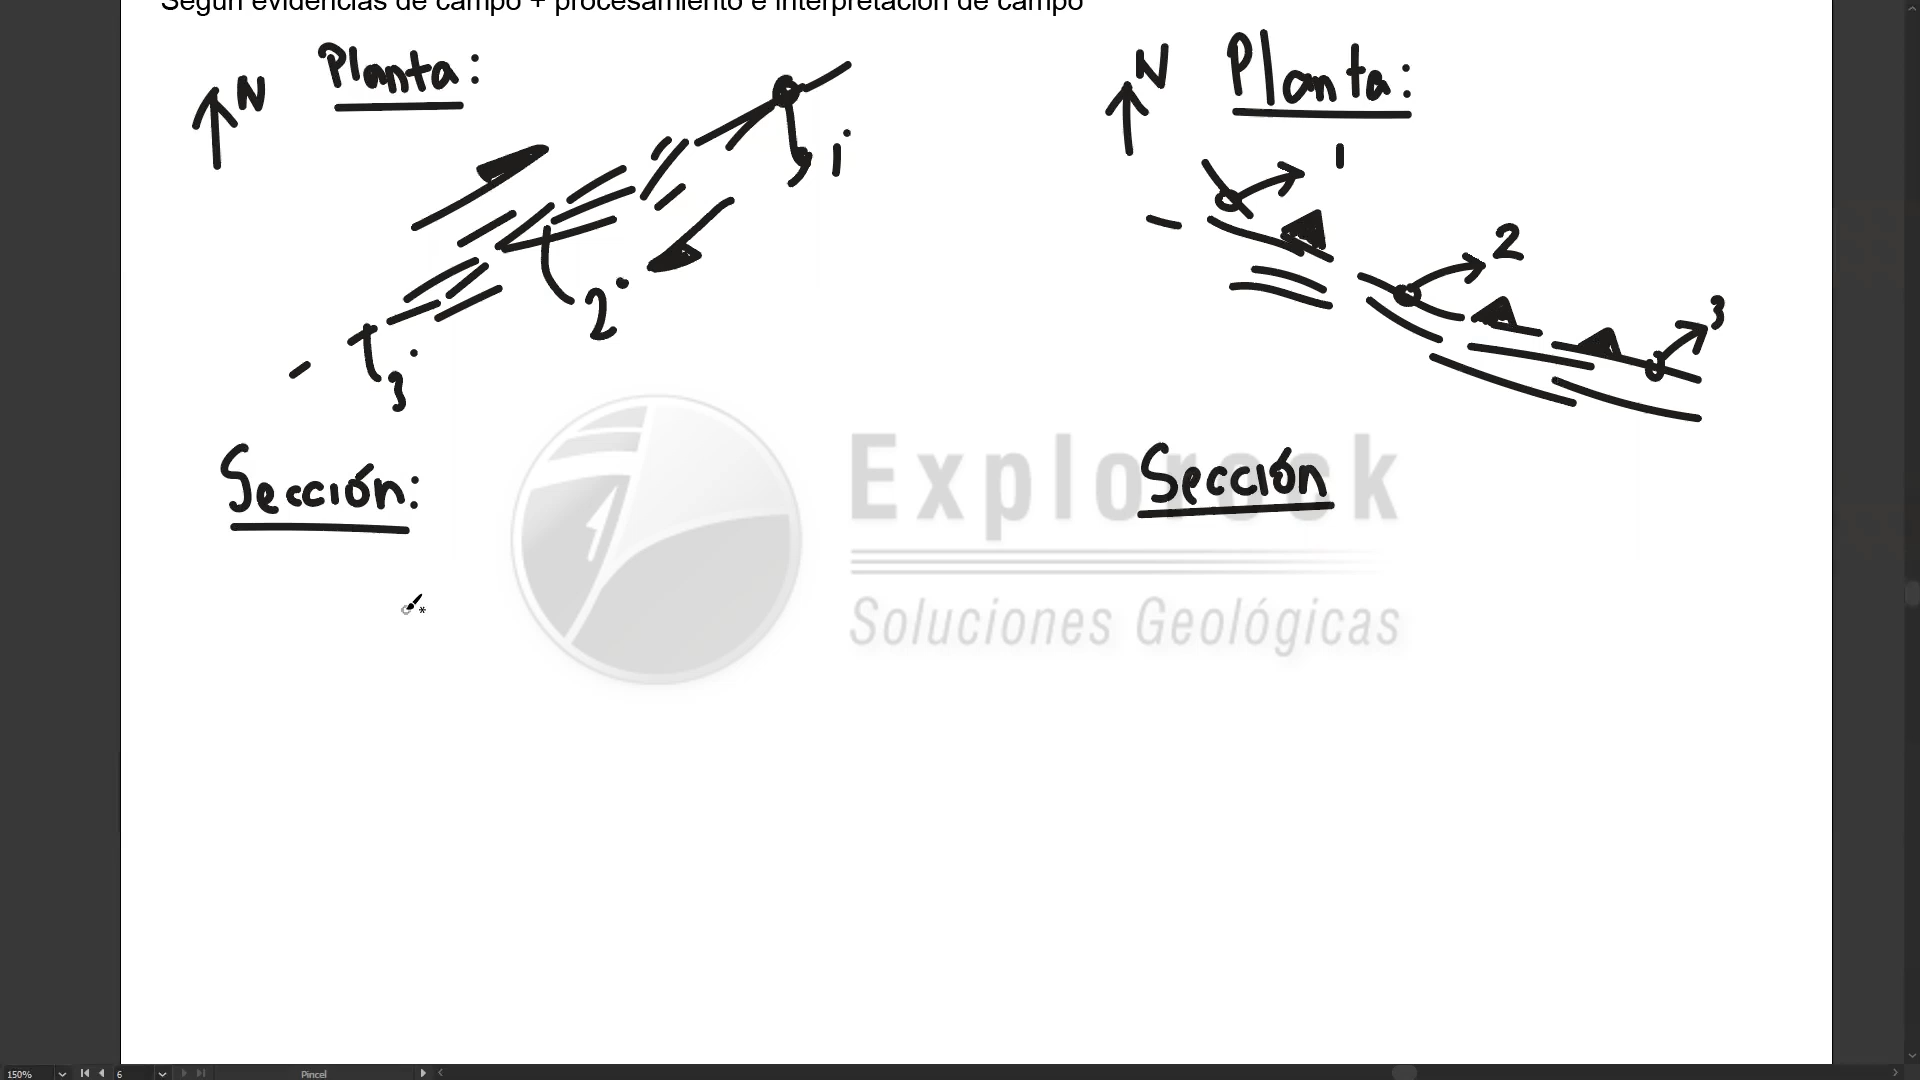 Según evidencias de campo + procesamiento e interpretación de campo
N Planta:
1
2
3
Sección:
N Planta:
1
2
3
Sección
Explorock
Soluciones Geológicas
150%
6
Pincel